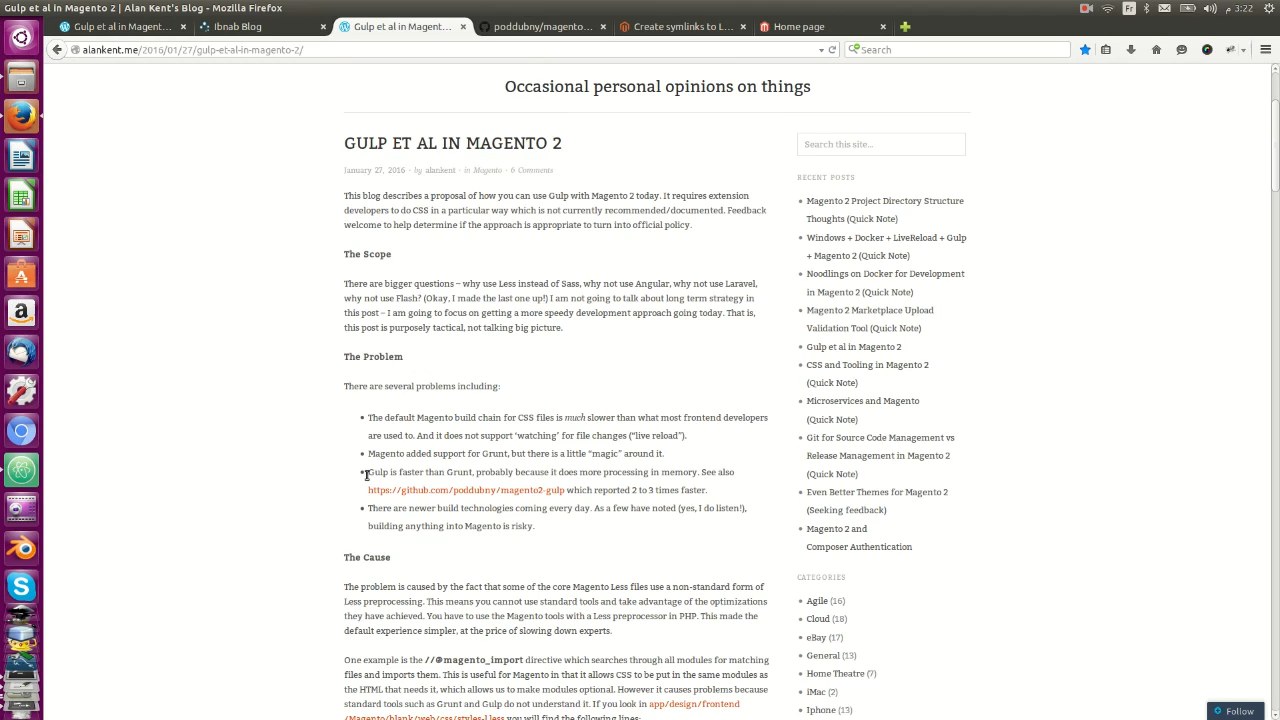 Gulp et al in Magento 2 | Alan Kent's Blog - Mozilla Firefox
Fr
3:22
Gulp et al in Magent...
Ibnab Blog
Gulp et al in Magent...
poddubny/magento...
Create symlinks to L...
Home page
alankent.me/2016/01/27/gulp-et-al-in-magento-2/
Search
Occasional personal opinions on things
GULP ET AL IN MAGENTO 2
January 27, 2016 · by alankent · in Magento · 6 Comments
This blog describes a proposal of how you can use Gulp with Magento 2 today. It requires extension
developers to do CSS in a particular way which is not currently recommended/documented. Feedback
welcome to help determine if the approach is appropriate to turn into official policy.
The Scope
There are bigger questions – why use Less instead of Sass, why not use Angular, why not use Laravel,
why not use Flash? (Okay, I made the last one up!) I am not going to talk about long term strategy in
this post – I am going to focus on getting a more speedy development approach going today. That is,
this post is purposely tactical, not talking big picture.
The Problem
There are several problems including:
• The default Magento build chain for CSS files is much slower than what most frontend developers
are used to. And it does not support ‘watching’ for file changes (“live reload”).
• Magento added support for Grunt, but there is a little “magic” around it.
• Gulp is faster than Grunt, probably because it does more processing in memory. See also
https://github.com/poddubny/magento2-gulp which reported 2 to 3 times faster.
• There are newer build technologies coming every day. As a few have noted (yes, I do listen!),
building anything into Magento is risky.
The Cause
The problem is caused by the fact that some of the core Magento Less files use a non-standard form of
Less preprocessing. This means you cannot use standard tools and take advantage of the optimizations
they have achieved. You have to use the Magento tools with a Less preprocessor in PHP. This made the
default experience simpler, at the price of slowing down experts.
One example is the //@magento_import directive which searches through all modules for matching
files and imports them. This is useful for Magento in that it allows CSS to be put in the same modules as
the HTML that needs it, which allows us to make modules optional. However it causes problems because
standard tools such as Grunt and Gulp do not understand it. If you look in app/design/frontend
/Magento/blank/web/css/styles-l.less you will find the following lines:
Search this site...
RECENT POSTS
• Magento 2 Project Directory Structure
Thoughts (Quick Note)
• Windows + Docker + LiveReload + Gulp
+ Magento 2 (Quick Note)
• Noodlings on Docker for Development
in Magento 2 (Quick Note)
• Magento 2 Marketplace Upload
Validation Tool (Quick Note)
• Gulp et al in Magento 2
• CSS and Tooling in Magento 2
(Quick Note)
• Microservices and Magento
(Quick Note)
• Git for Source Code Management vs
Release Management in Magento 2
• Even Better Themes for Magento 2
(Seeking feedback)
• Magento 2 and
Composer Authentication
CATEGORIES
• Agile (16)
• Cloud (18)
• eBay (17)
• General (13)
• Home Theatre (7)
• iMac (2)
• Iphone (13)
Follow